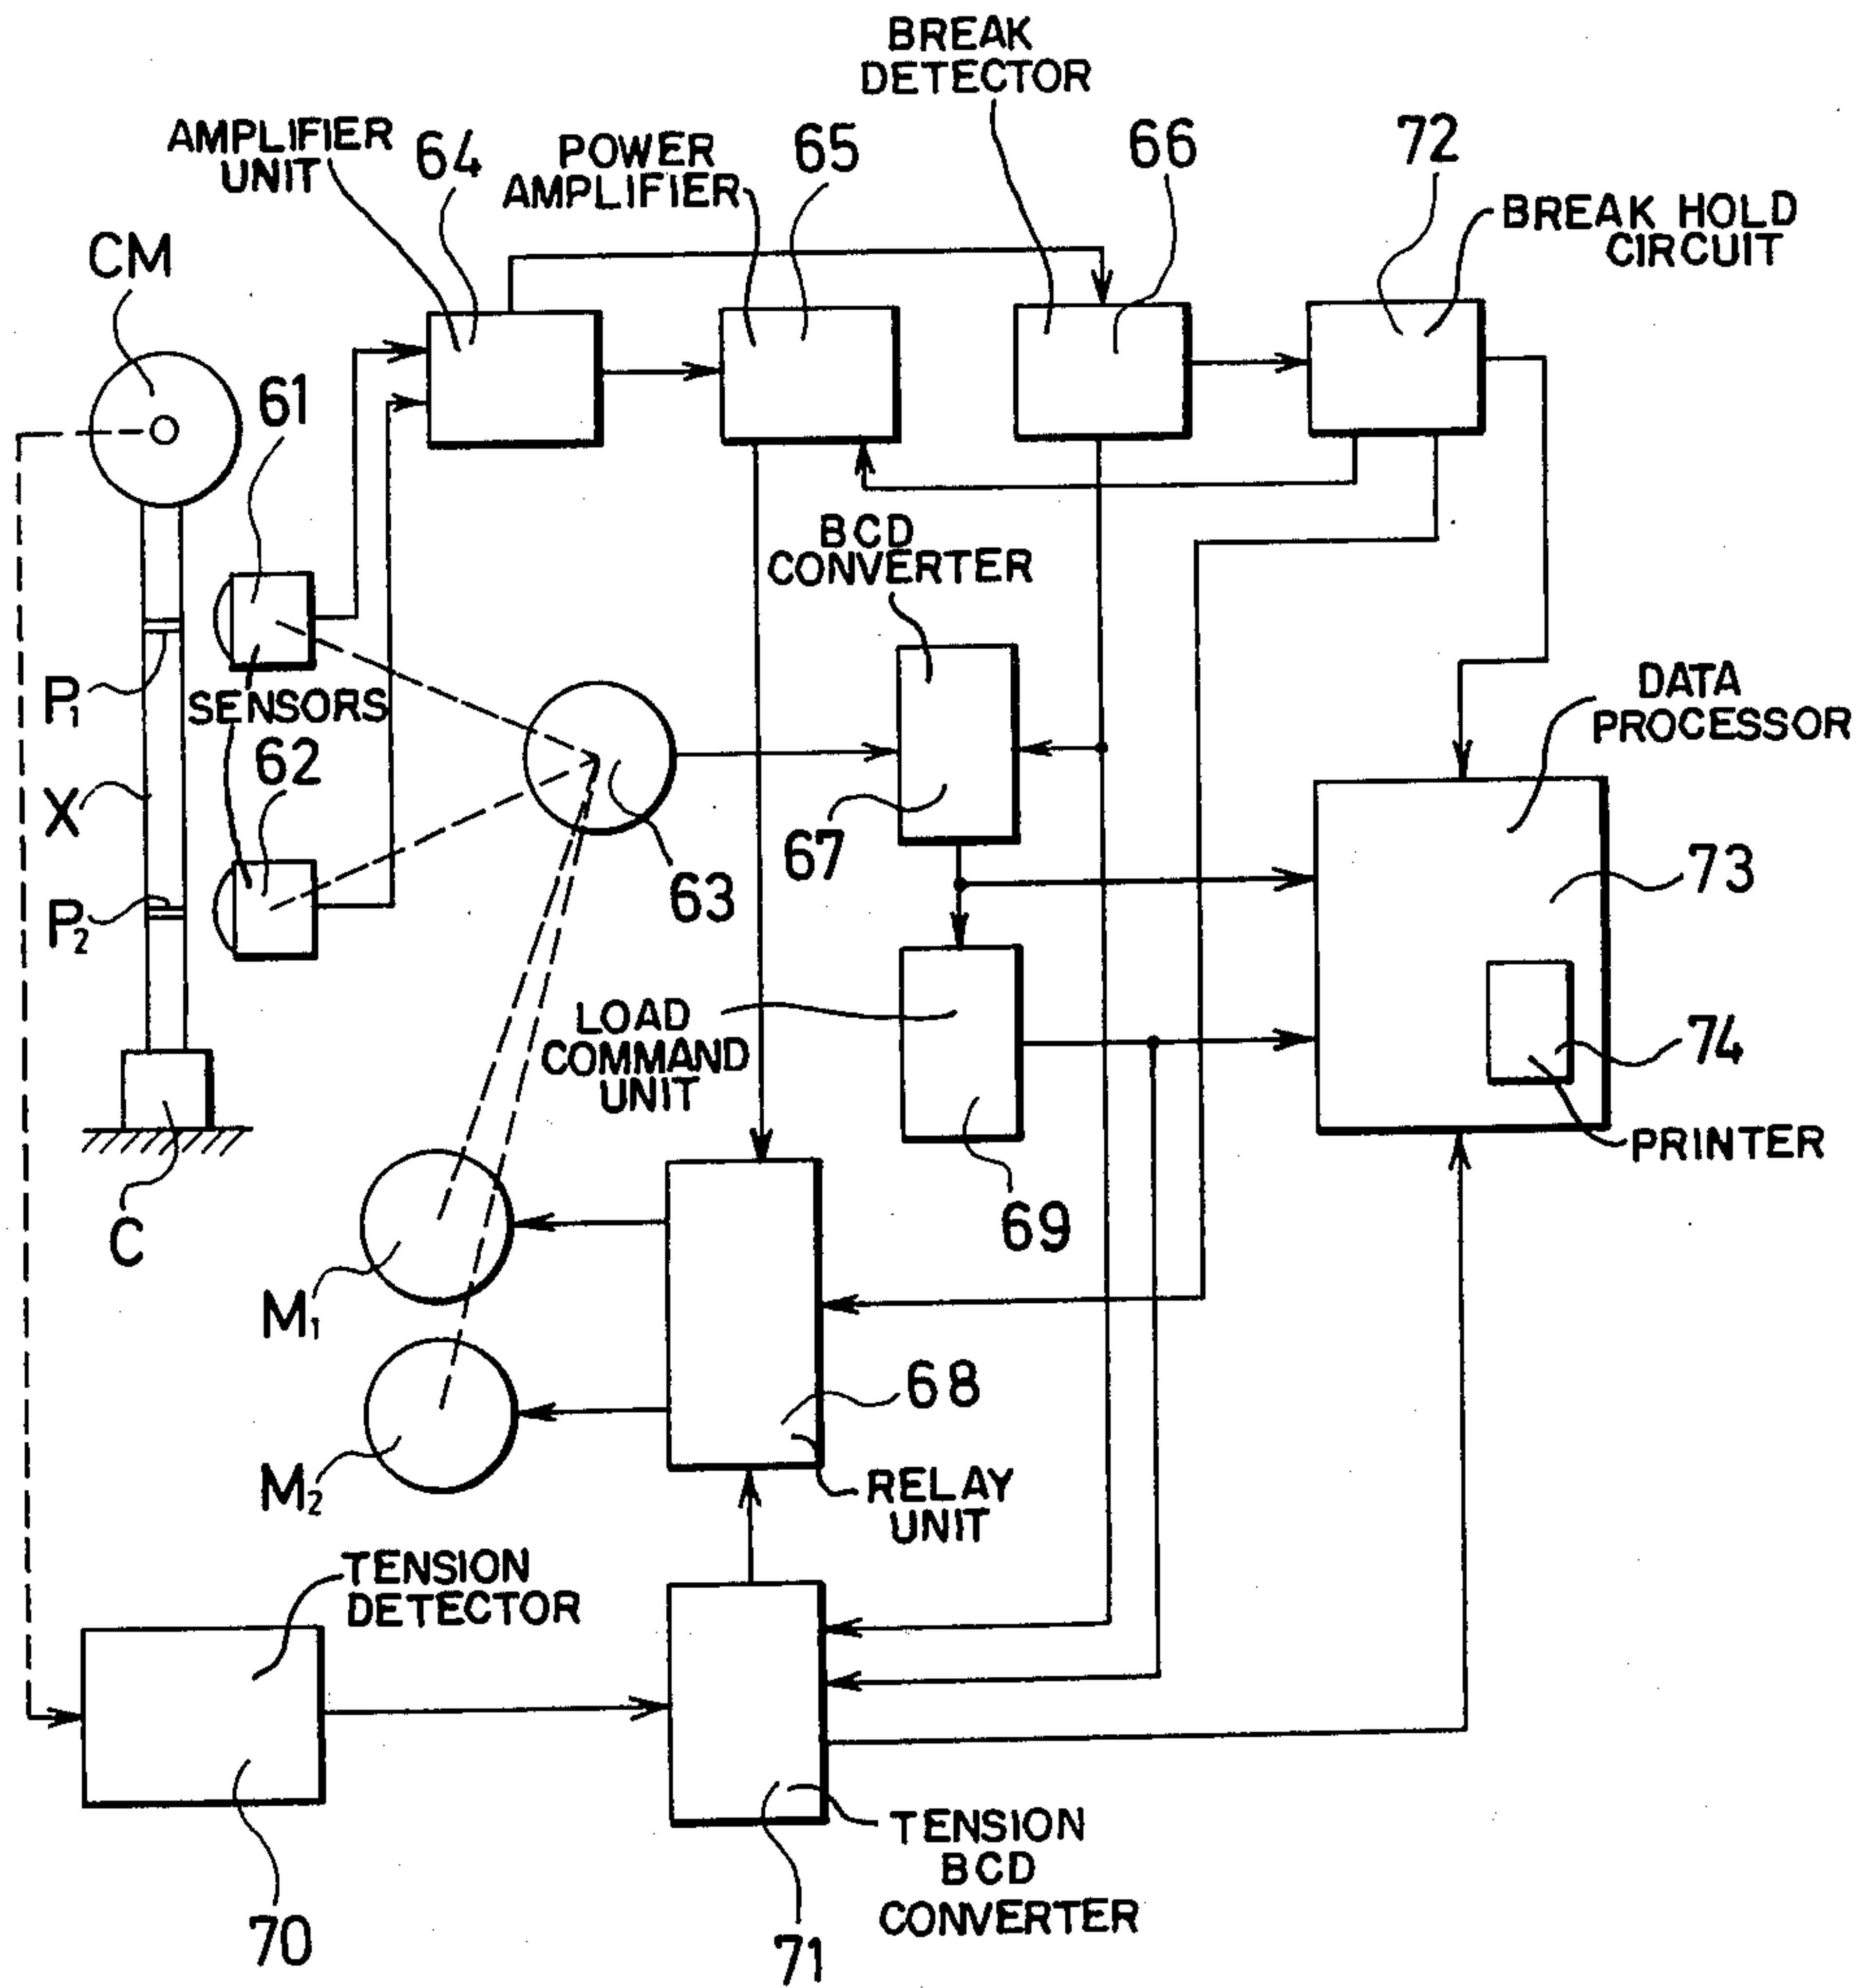 BREAK
DETECTOR
AMPLIFIER
UNIT
64
POWER
AMPLIFIER
65
66
72
BREAK HOLD
CIRCUIT
CM
61
BCD
CONVERTER
P1
SENSORS
62
X
P2
63
67
DATA
PROCESSOR
73
LOAD
COMMAND
UNIT
74
PRINTER
C
69
M1
68
M2
RELAY
UNIT
TENSION
DETECTOR
70
71
TENSION
BCD
CONVERTER